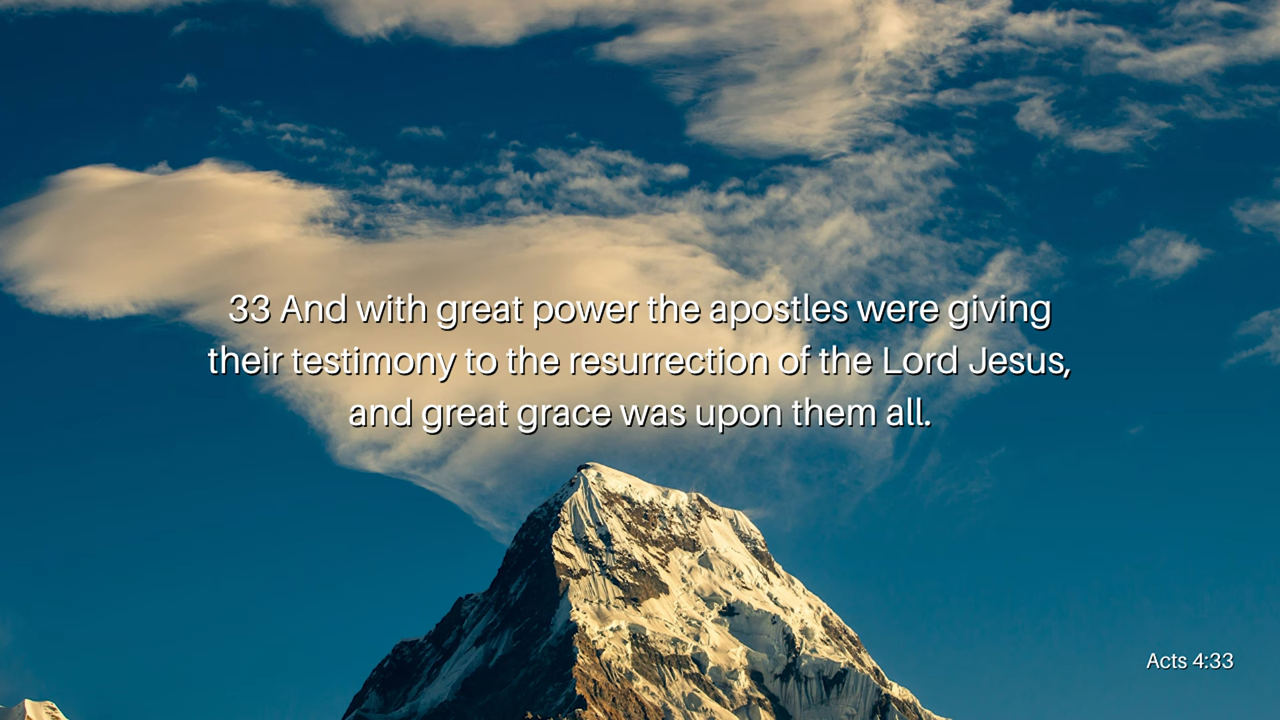 33 And with great power the apostles were giving
their testimony to the resurrection of the Lord Jesus,
and great grace was upon them all.
Acts 4:33